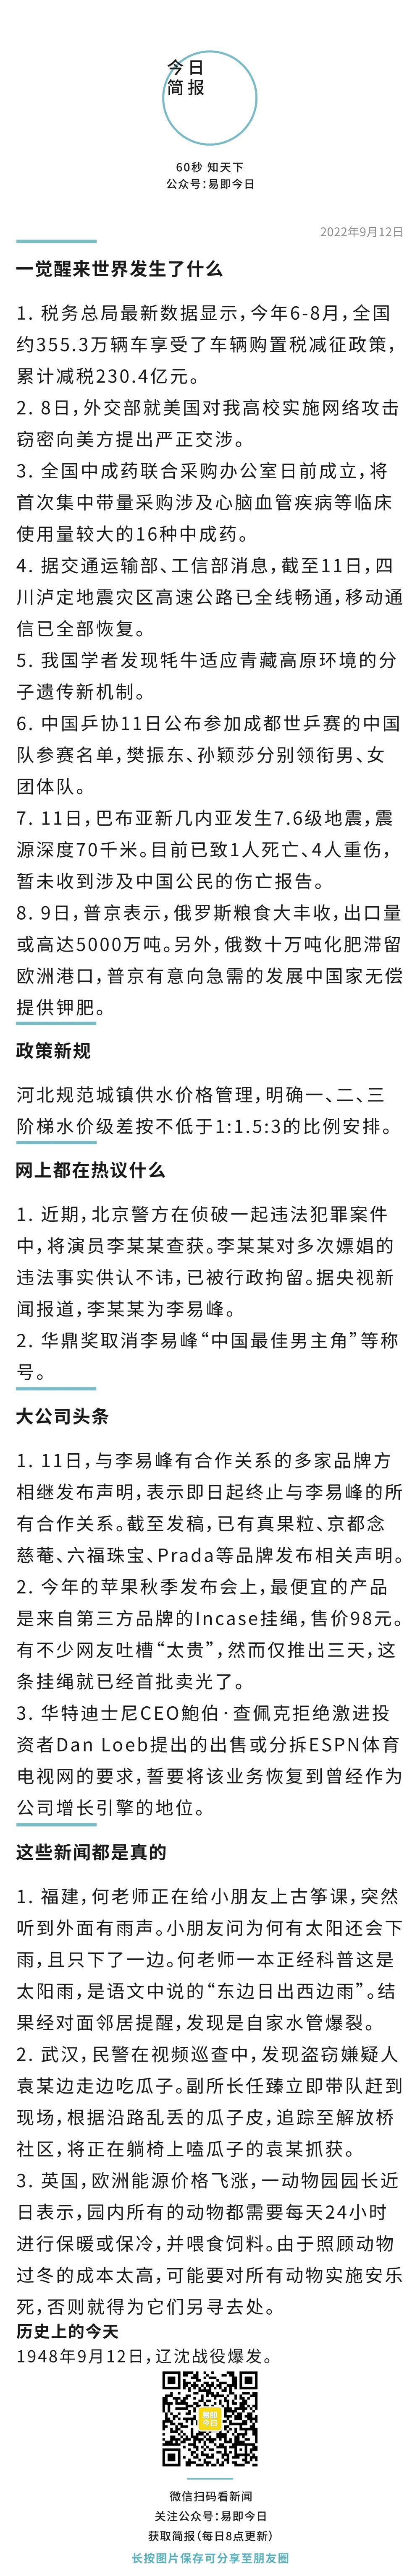 今日
简报
60秒 知天下
公众号：易即今日
2022年9月12日
一觉醒来世界发生了什么
1. 税务总局最新数据显示，今年6-8月，全国
约355.3万辆车享受了车辆购置税减征政策，
累计减税230.4亿元。
2. 8日，外交部就美国对我高校实施网络攻击
窃密向美方提出严正交涉。
3. 全国中成药联合采购办公室日前成立，将
首次集中带量采购涉及心脑血管疾病等临床
使用量较大的16种中成药。
4. 据交通运输部、工信部消息，截至11日，四
川泸定地震灾区高速公路已全线畅通，移动通
信已全部恢复。
5. 我国学者发现牦牛适应青藏高原环境的分
子遗传新机制。
6. 中国乒协11日公布参加成都世乒赛的中国
队参赛名单，樊振东、孙颖莎分别领衔男、女
团体队。
7. 11日，巴布亚新几内亚发生7.6级地震，震
源深度70千米。目前已致1人死亡、4人重伤，
暂未收到涉及中国公民的伤亡报告。
8. 9日，普京表示，俄罗斯粮食大丰收，出口量
或高达5000万吨。另外，俄数十万吨化肥滞留
欧洲港口，普京有意向急需的发展中国家无偿
提供钾肥。
政策新规
河北规范城镇供水价格管理，明确一、二、三
阶梯水价级差按不低于1:1.5:3的比例安排。
网上都在热议什么
1. 近期，北京警方在侦破一起违法犯罪案件
中，将演员李某某查获。李某某对多次嫖娼的
违法事实供认不讳，已被行政拘留。据央视新
闻报道，李某某为李易峰。
2. 华鼎奖取消李易峰“中国最佳男主角”等称
号。
大公司头条
1. 11日，与李易峰有合作关系的多家品牌方
相继发布声明，表示即日起终止与李易峰的所
有合作关系。截至发稿，已有真果粒、京都念
慈菴、六福珠宝、Prada等品牌发布相关声明。
2. 今年的苹果秋季发布会上，最便宜的产品
是来自第三方品牌的Incase挂绳，售价98元。
有不少网友吐槽“太贵”，然而仅推出三天，这
条挂绳就已经首批卖光了。
3. 华特迪士尼CEO鲍伯·查佩克拒绝激进投
资者Dan Loeb提出的出售或分拆ESPN体育
电视网的要求，誓要将该业务恢复到曾经作为
公司增长引擎的地位。
这些新闻都是真的
1. 福建，何老师正在给小朋友上古筝课，突然
听到外面有雨声。小朋友问为何有太阳还会下
雨，且只下了一边。何老师一本正经科普这是
太阳雨，是语文中说的“东边日出西边雨”。结
果经对面邻居提醒，发现是自家水管爆裂。
2. 武汉，民警在视频巡查中，发现盗窃嫌疑人
袁某边走边吃瓜子。副所长任臻立即带队赶到
现场，根据沿路乱丢的瓜子皮，追踪至解放桥
社区，将正在躺椅上嗑瓜子的袁某抓获。
3. 英国，欧洲能源价格飞涨，一动物园园长近
日表示，园内所有的动物都需要每天24小时
进行保暖或保冷，并喂食饲料。由于照顾动物
过冬的成本太高，可能要对所有动物实施安乐
死，否则就得为它们另寻去处。
历史上的今天
1948年9月12日，辽沈战役爆发。
易即
今日
微信扫码看新闻
关注公众号：易即今日
获取简报（每日8点更新）
长按图片保存可分享至朋友圈